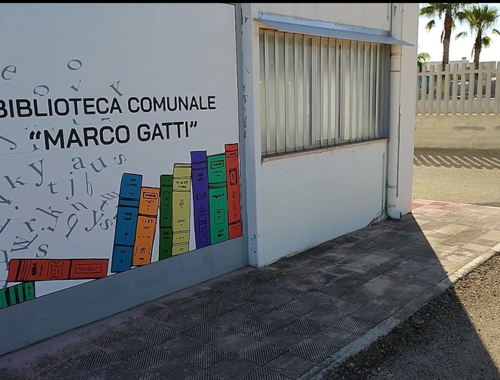 BIBLIOTECA COMUNALE
"MARCO GATTI"